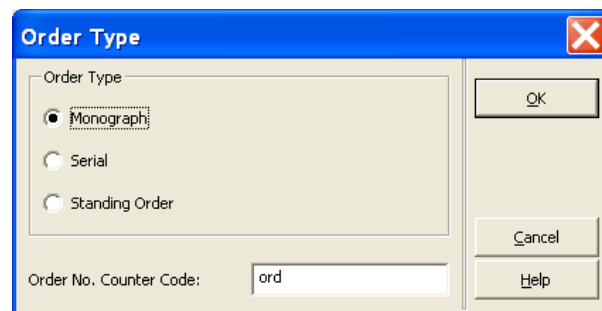 Order Type
Order Type
Monograph
Serial
Standing Order
Order No. Counter Code: ord
OK
Cancel
Help